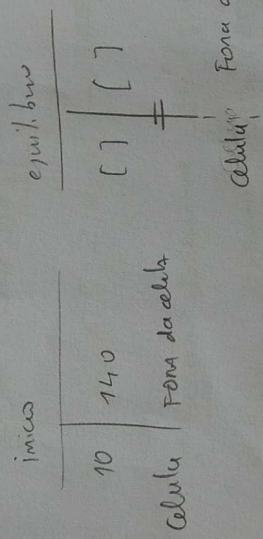 início
10 | 140
célula | Fora da célula
equilíbrio
[ ] | [ ]
célula | Fora d